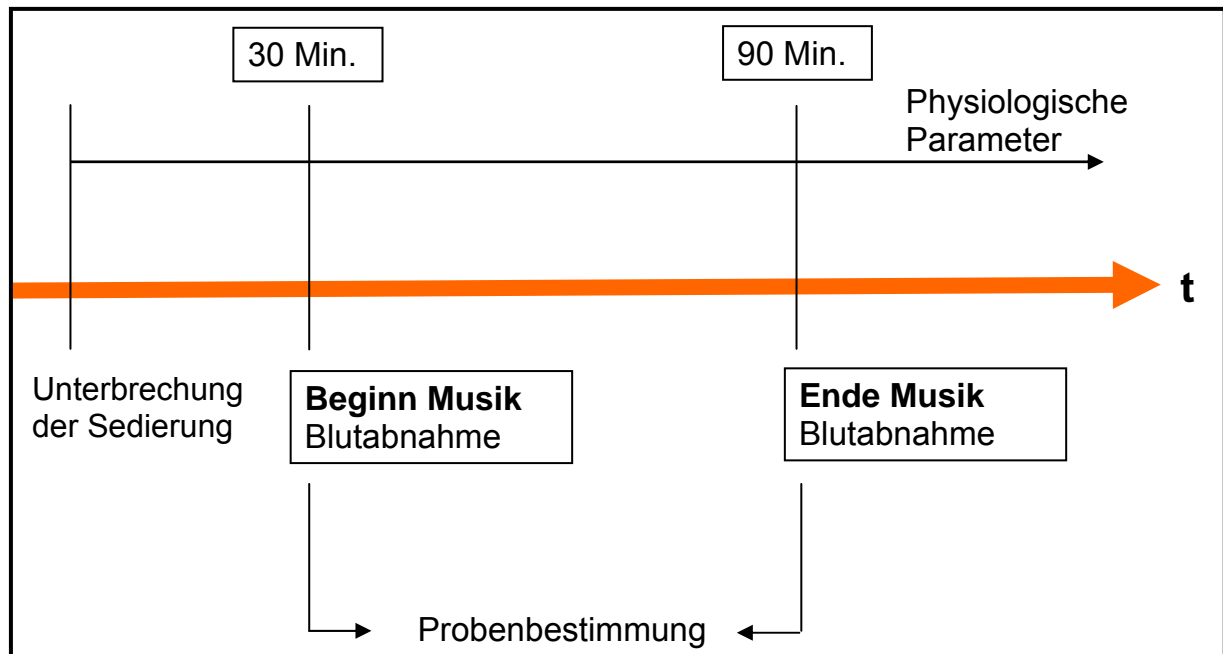 30 Min.
90 Min.
Physiologische
Parameter
t
Unterbrechung
der Sedierung
Beginn Musik
Blutabnahme
Ende Musik
Blutabnahme
Probenbestimmung